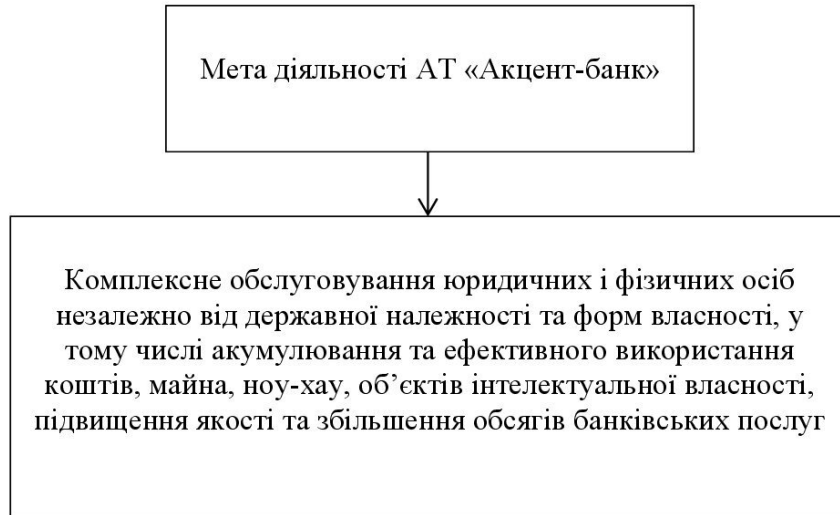 Мета діяльності АТ «Акцент-банк»
Комплексне обслуговування юридичних і фізичних осіб
незалежно від державної належності та форм власності, у
тому числі акумулювання та ефективного використання
коштів, майна, ноу-хау, об’єктів інтелектуальної власності,
підвищення якості та збільшення обсягів банківських послуг